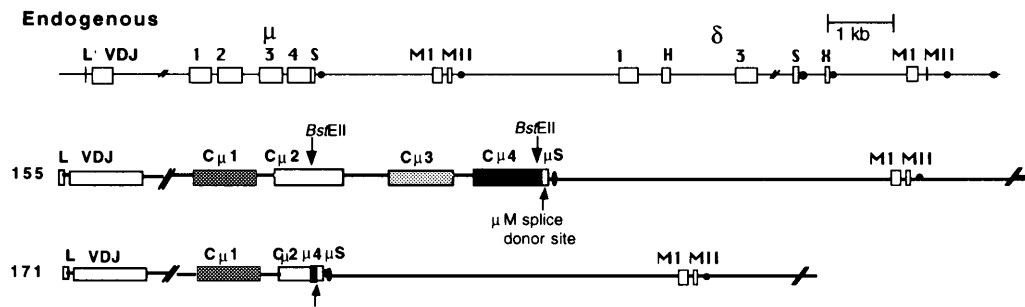 Endogenous
μ
δ
1 kb
L' VDJ 1 2 3 4 S M1 MII 1 H 3 S X M1 MII
BstEII BstEII
L VDJ Cμ1 Cμ2 Cμ3 Cμ4 μS M1 MII
155
μM splice
donor site
L VDJ Cμ1 Cμ2 μ4 μS M1 MII
171